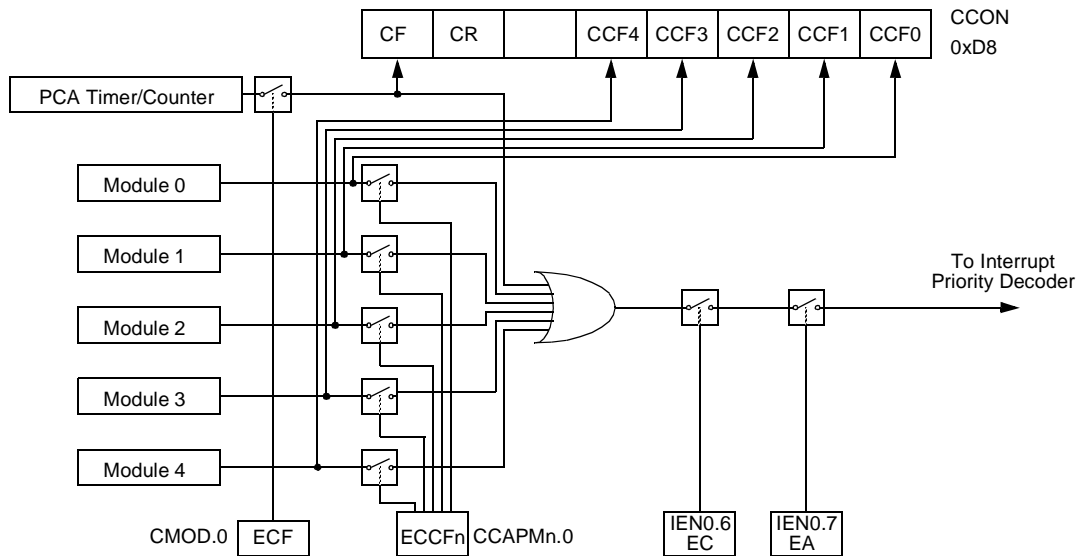 CF CR CCF4 CCF3 CCF2 CCF1 CCF0 CCON
0xD8
PCA Timer/Counter
Module 0
Module 1
To Interrupt
Priority Decoder
Module 2
Module 3
Module 4
CMOD.0 ECF ECCFn CCAPMn.0
IEN0.6
EC
IEN0.7
EA